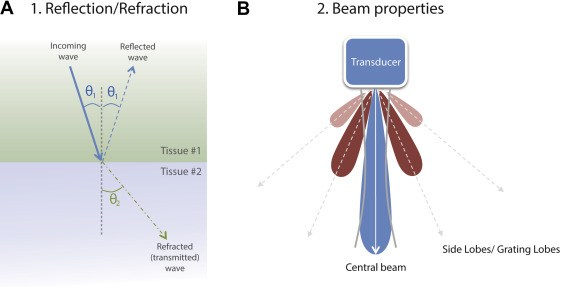 A
1. Reflection/Refraction
Incoming
wave
Reflected
wave
θ1
θ1
Tissue #1
Tissue #2
θ2
Refracted
(transmitted)
wave
B
2. Beam properties
Transducer
Side Lobes/ Grating Lobes
Central beam